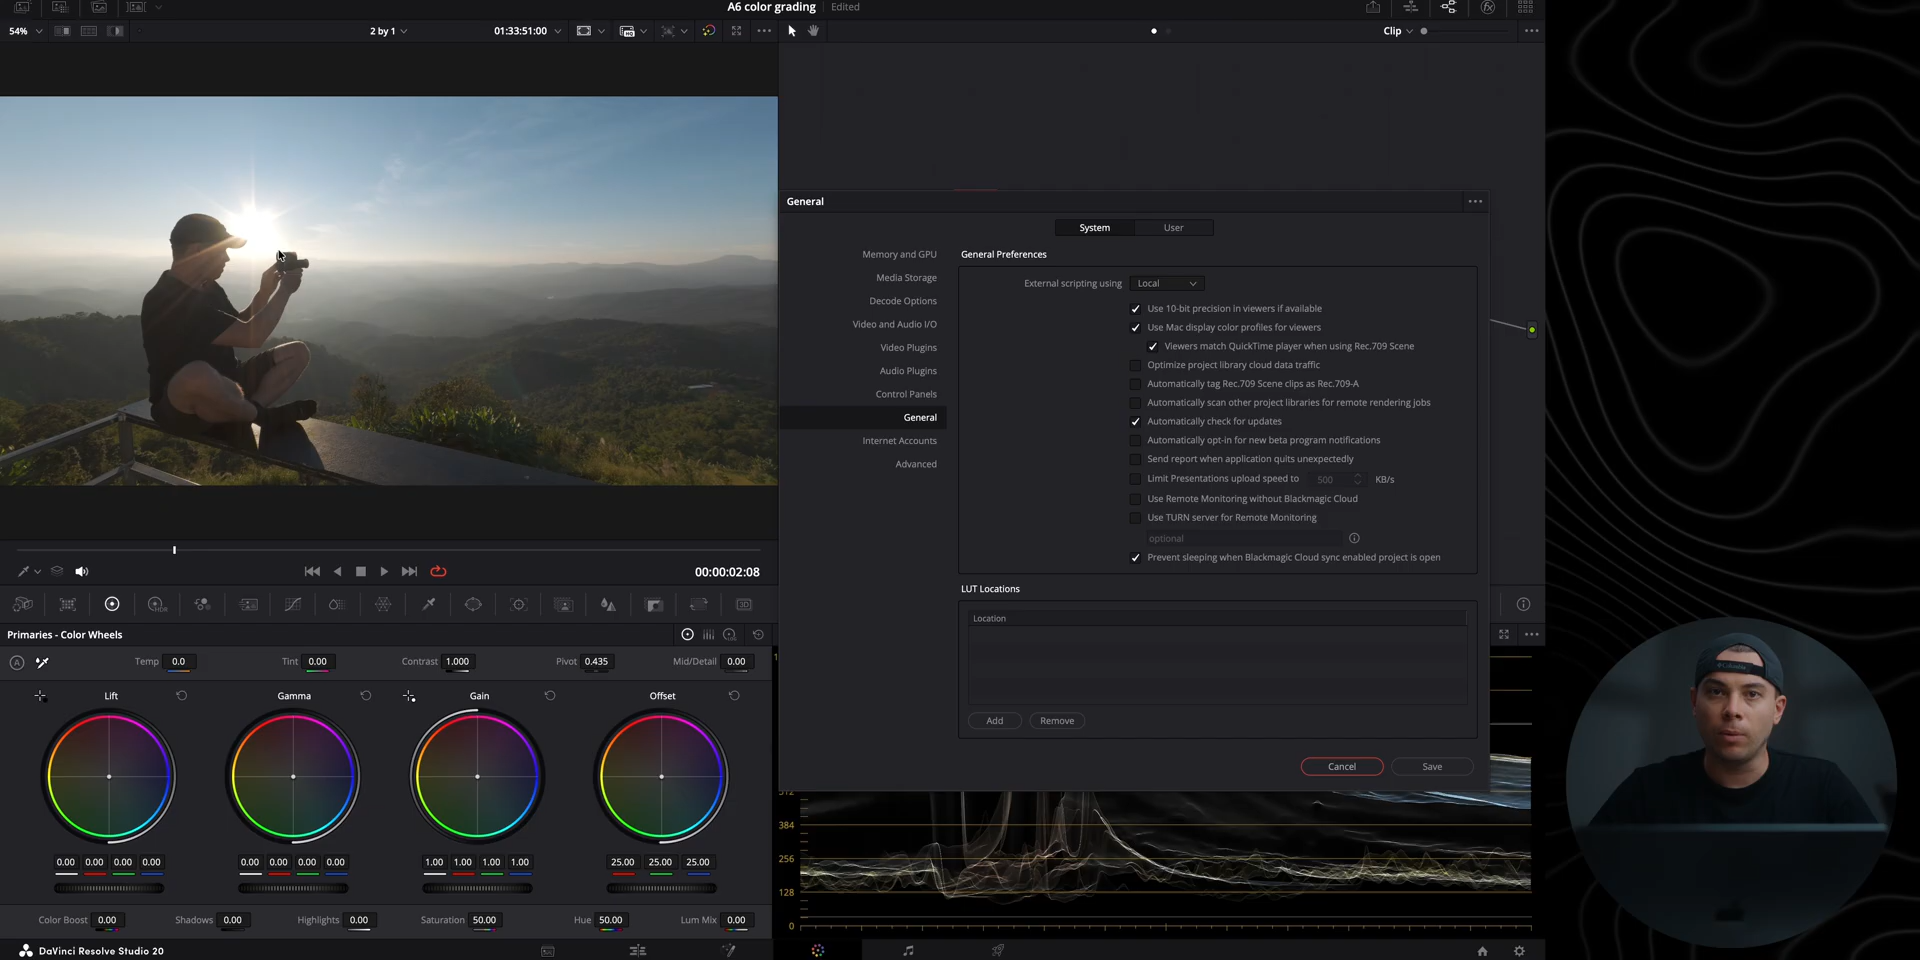 A6 color grading
Edited
54%
2 by 1
01:33:51:00
Clip
General
System
User
Memory and GPU
Media Storage
Decode Options
Video and Audio I/O
Video Plugins
Audio Plugins
Control Panels
General
Internet Accounts
Advanced
General Preferences
External scripting using
Local
Use 10-bit precision in viewers if available
Use Mac display color profiles for viewers
Viewers match QuickTime player when using Rec.709 Scene
Optimize project library cloud data traffic
Automatically tag Rec.709 Scene clips as Rec.709-A
Automatically scan other project libraries for remote rendering jobs
Automatically check for updates
Automatically opt-in for new beta program notifications
Send report when application quits unexpectedly
Limit Presentations upload speed to 500 KB/s
Use Remote Monitoring without Blackmagic Cloud
Use TURN server for Remote Monitoring
optional
Prevent sleeping when Blackmagic Cloud sync enabled project is open
LUT Locations
Location
Add
Remove
Cancel
Save
00:00:02:08
HDR
3D
Primaries - Color Wheels
Temp 0.0
Tint 0.00
Contrast 1.000
Pivot 0.435
Mid/Detail 0.00
Lift
Gamma
Gain
Offset
0.00 0.00 0.00 0.00
0.00 0.00 0.00 0.00
1.00 1.00 1.00 1.00
25.00 25.00 25.00
Color Boost 0.00
Shadows 0.00
Highlights 0.00
Saturation 50.00
Hue 50.00
Lum Mix 0.00
512
384
256
128
0
DaVinci Resolve Studio 20
Columbia